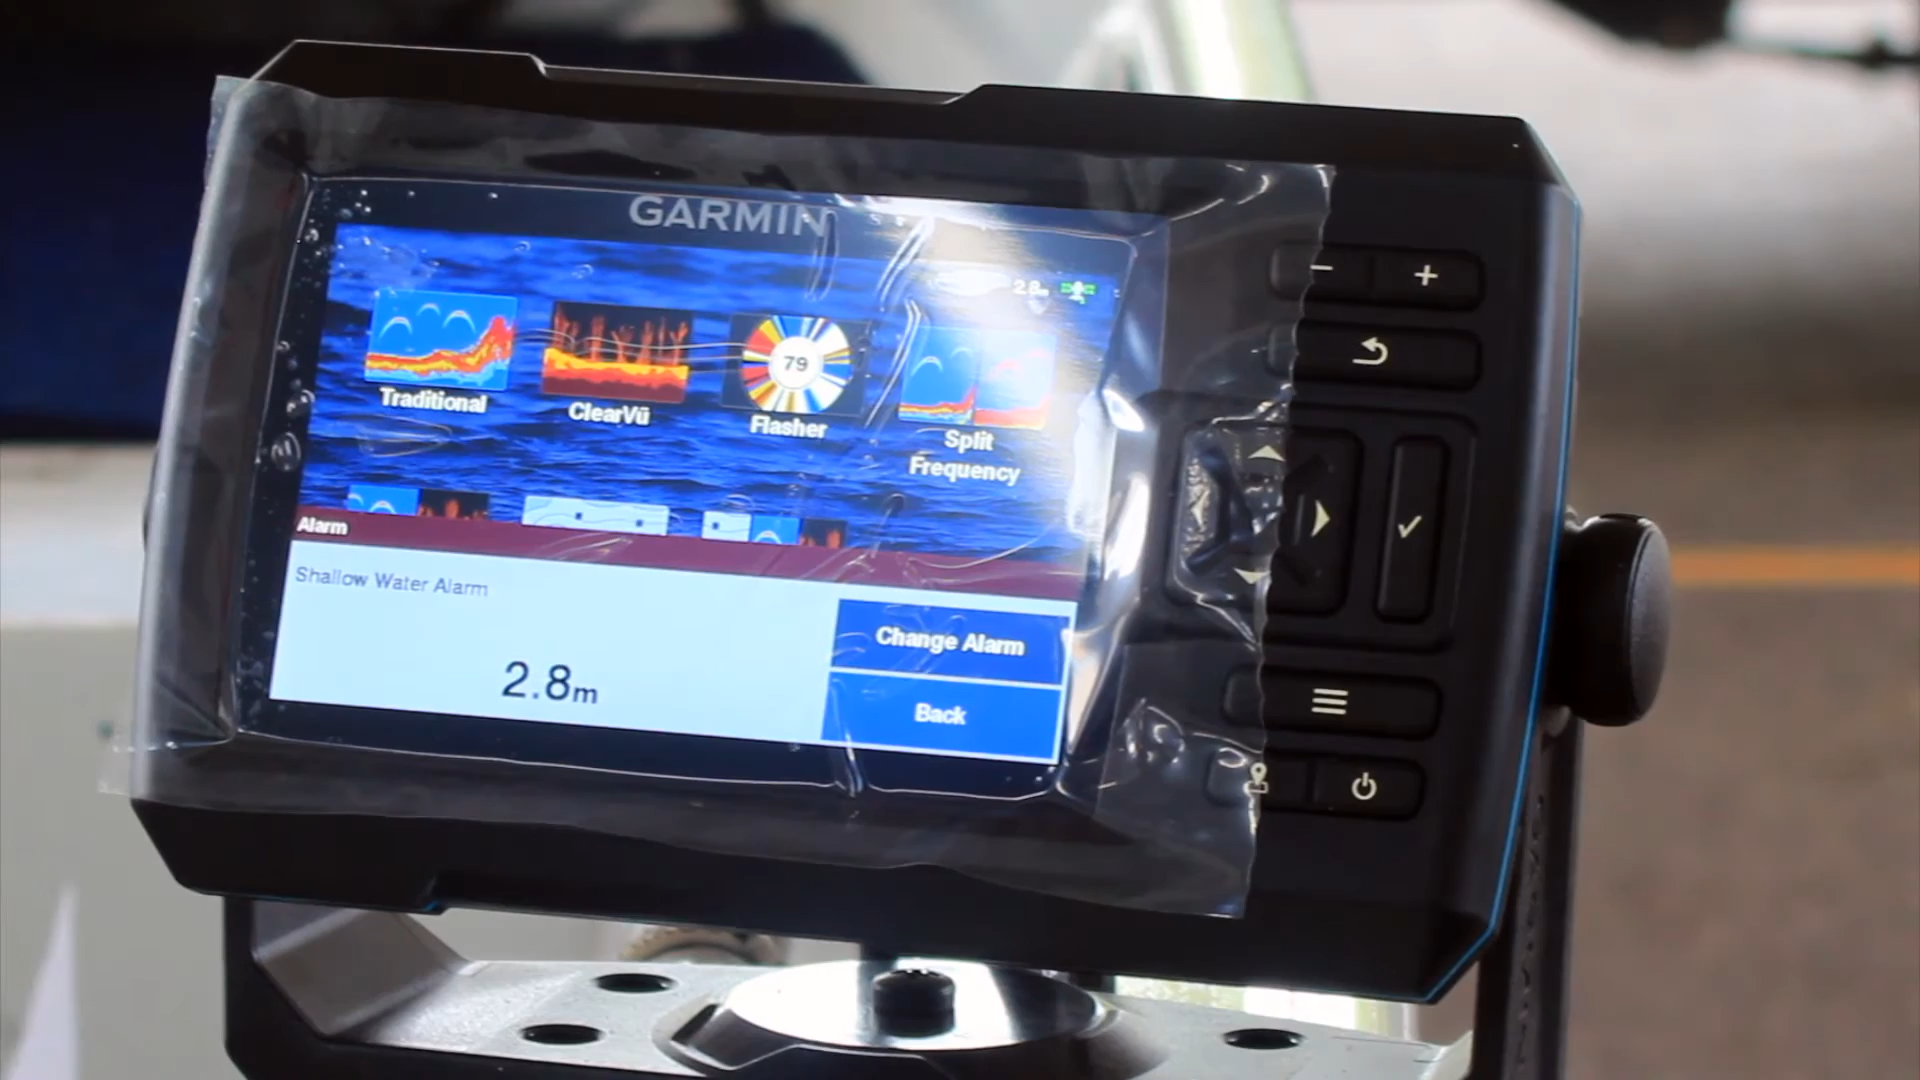 GARMIN
2.8m
79
Traditional
ClearVü
Flasher
Split
Frequency
Alarm
Shallow Water Alarm
2.8m
Change Alarm
Back